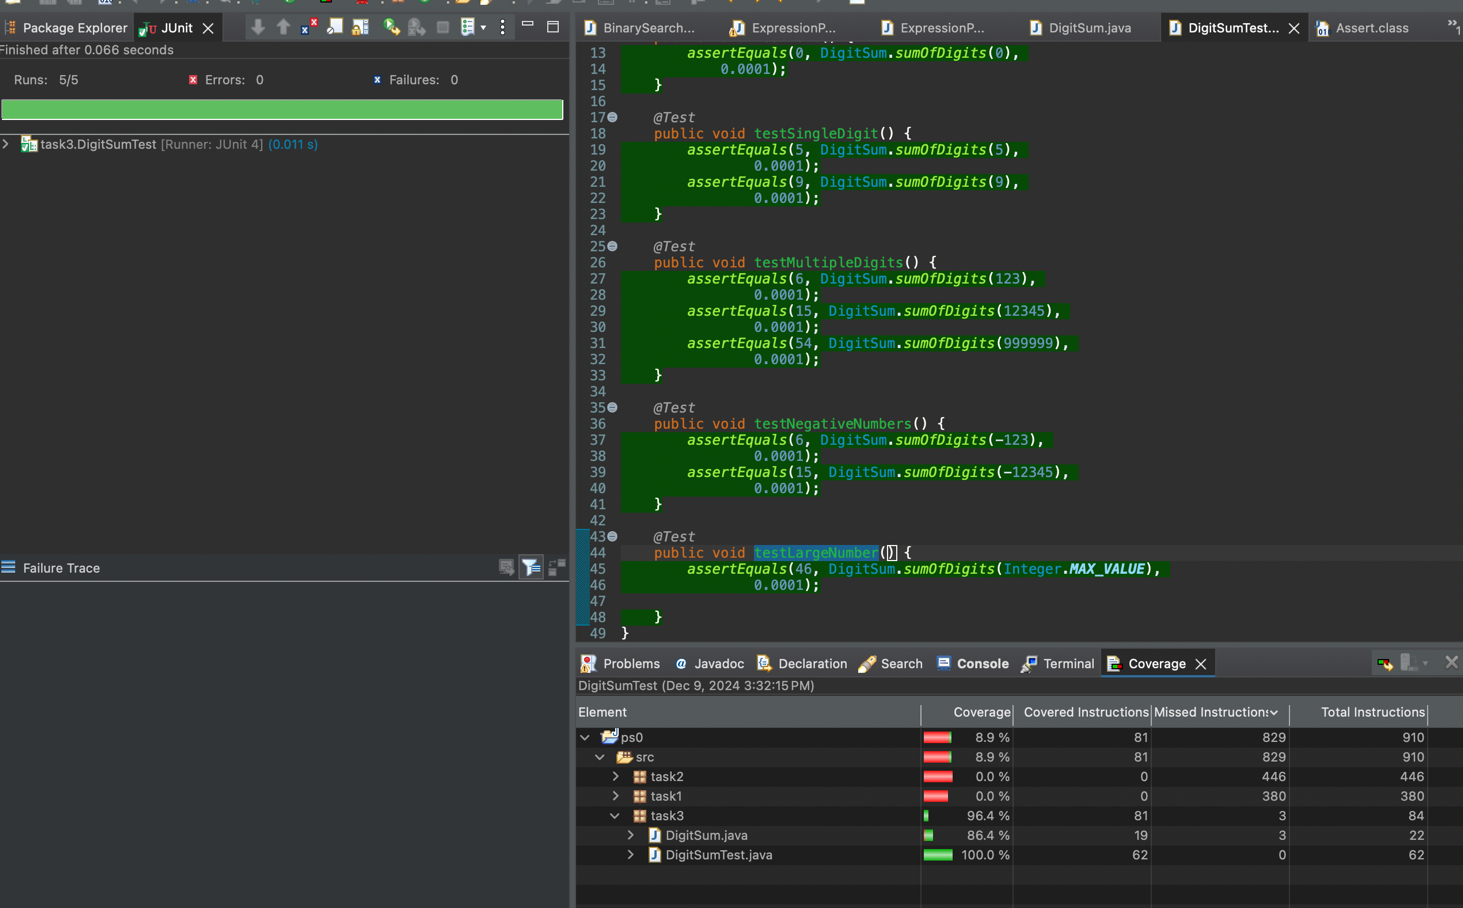 Package Explorer
JUnit
Finished after 0.066 seconds
Runs: 5/5
Errors: 0
Failures: 0
task3.DigitSumTest [Runner: JUnit 4] (0.011 s)
Failure Trace
BinarySearch...
ExpressionP...
ExpressionP...
DigitSum.java
DigitSumTest...
Assert.class
»1
13 assertEquals(0, DigitSum.sumOfDigits(0),
14 0.0001);
15 }
16
17 @Test
18 public void testSingleDigit() {
19 assertEquals(5, DigitSum.sumOfDigits(5),
20 0.0001);
21 assertEquals(9, DigitSum.sumOfDigits(9),
22 0.0001);
23 }
24
25 @Test
26 public void testMultipleDigits() {
27 assertEquals(6, DigitSum.sumOfDigits(123),
28 0.0001);
29 assertEquals(15, DigitSum.sumOfDigits(12345),
30 0.0001);
31 assertEquals(54, DigitSum.sumOfDigits(999999),
32 0.0001);
33 }
34
35 @Test
36 public void testNegativeNumbers() {
37 assertEquals(6, DigitSum.sumOfDigits(-123),
38 0.0001);
39 assertEquals(15, DigitSum.sumOfDigits(-12345),
40 0.0001);
41 }
42
43 @Test
44 public void testLargeNumber() {
45 assertEquals(46, DigitSum.sumOfDigits(Integer.MAX_VALUE),
46 0.0001);
47
48 }
49 }
Problems
Javadoc
Declaration
Search
Console
Terminal
Coverage
DigitSumTest (Dec 9, 2024 3:32:15 PM)
Element Coverage Covered Instructions Missed Instructions Total Instructions
ps0 8.9 % 81 829 910
src 8.9 % 81 829 910
task2 0.0 % 0 446 446
task1 0.0 % 0 380 380
task3 96.4 % 81 3 84
DigitSum.java 86.4 % 19 3 22
DigitSumTest.java 100.0 % 62 0 62